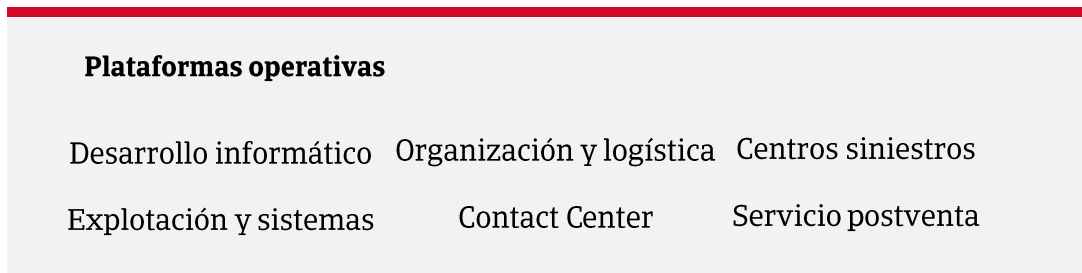 Plataformas operativas
Desarrollo informático Organización y logística Centros siniestros
Explotación y sistemas Contact Center Servicio postventa